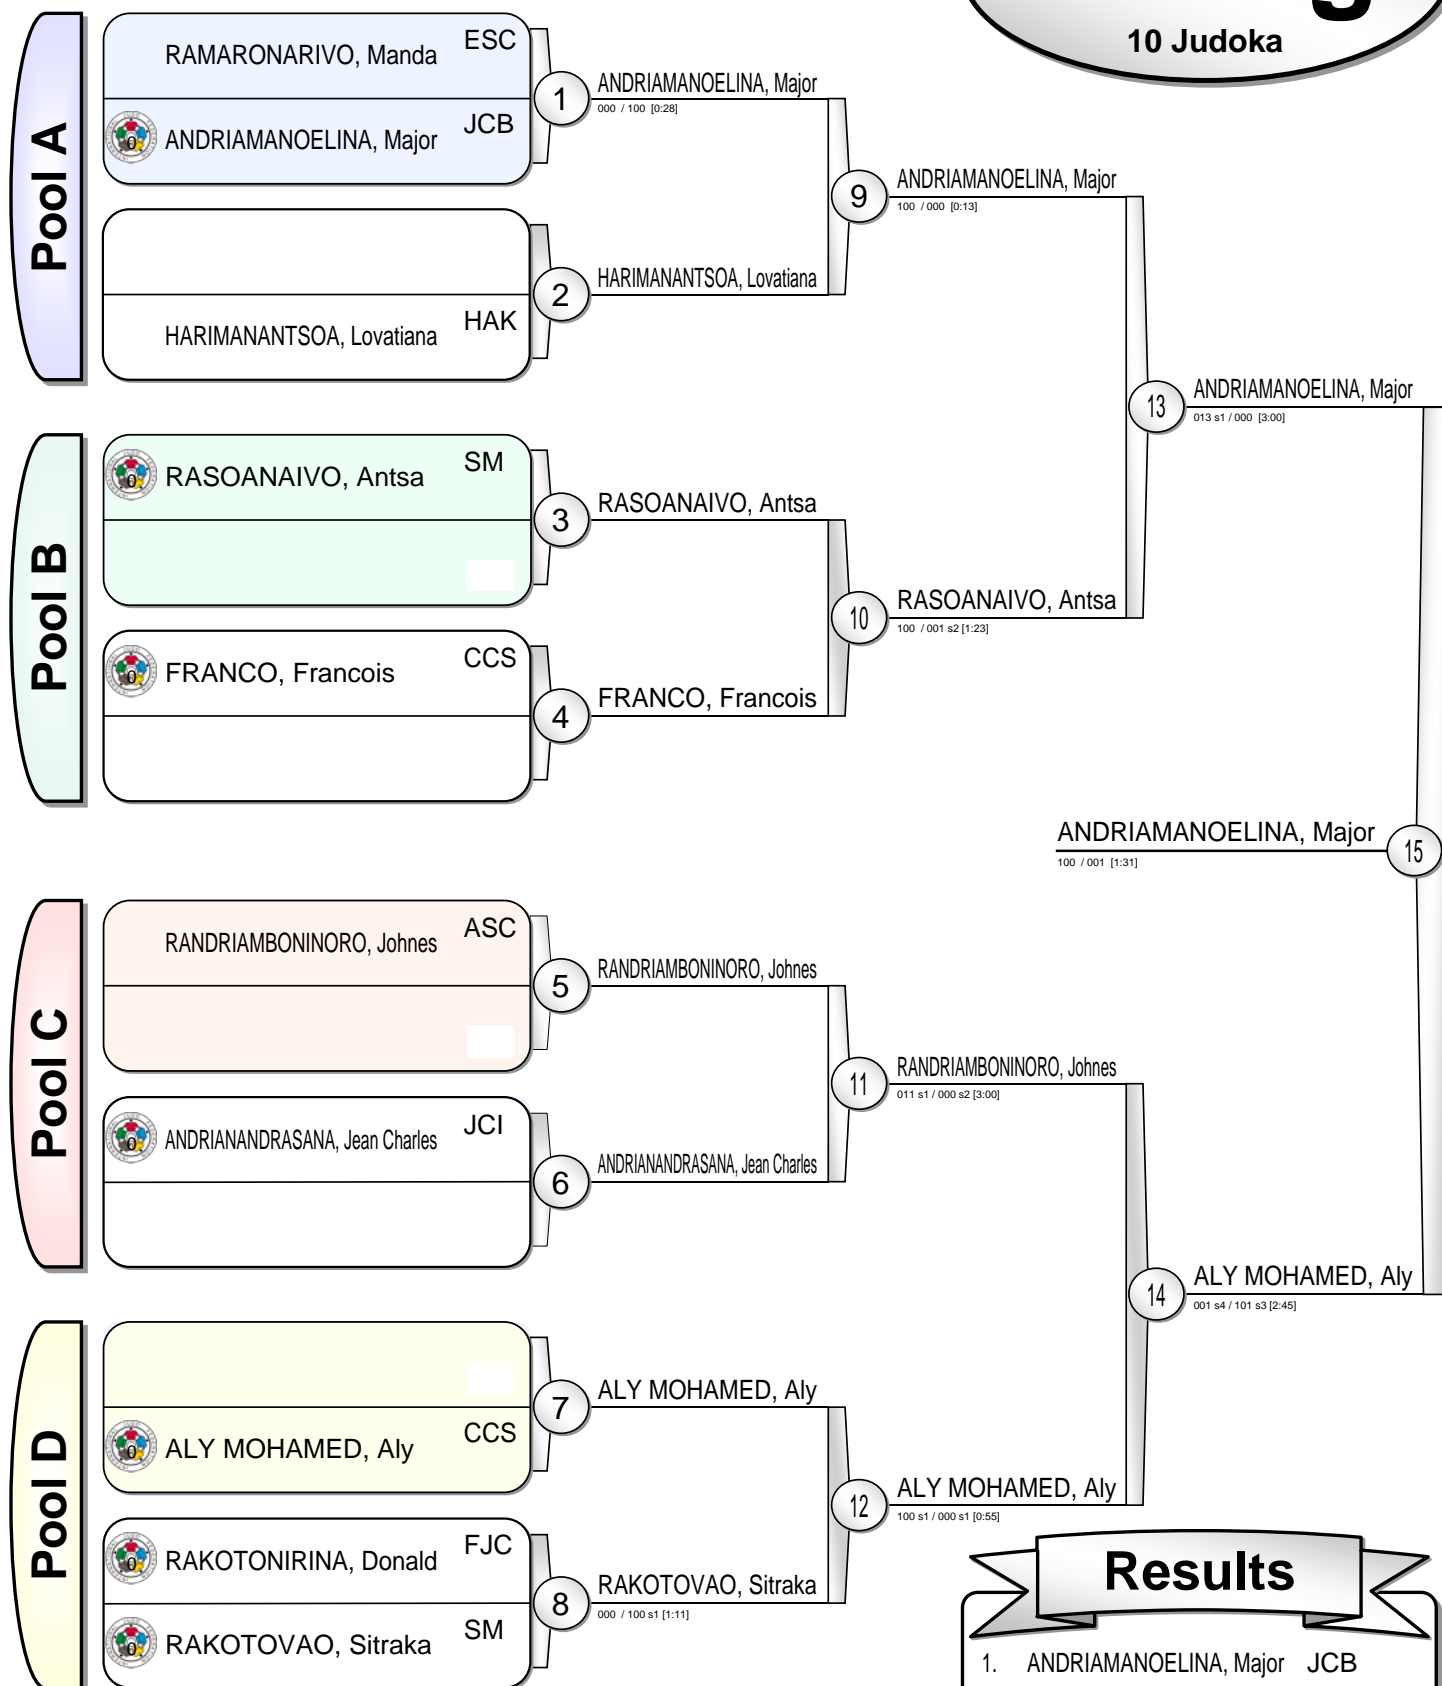 10 Judoka
Pool A
RAMARONARIVO, Manda ESC
ANDRIAMANOELINA, Major JCB
1
ANDRIAMANOELINA, Major
000 / 100 [0:28]
HARIMANANTSOA, Lovatiana HAK
2
HARIMANANTSOA, Lovatiana
9
ANDRIAMANOELINA, Major
100 / 000 [0:13]
Pool B
RASOANAIVO, Antsa SM
3
RASOANAIVO, Antsa
FRANCO, Francois CCS
4
FRANCO, Francois
10
RASOANAIVO, Antsa
100 / 001 s2 [1:23]
13
ANDRIAMANOELINA, Major
013 s1 / 000 [3:00]
ANDRIAMANOELINA, Major
100 / 001 [1:31]
15
Pool C
RANDRIAMBONINORO, Johnes ASC
5
RANDRIAMBONINORO, Johnes
ANDRIANANDRASANA, Jean Charles JCI
6
ANDRIANANDRASANA, Jean Charles
11
RANDRIAMBONINORO, Johnes
011 s1 / 000 s2 [3:00]
Pool D
ALY MOHAMED, Aly CCS
7
ALY MOHAMED, Aly
RAKOTONIRINA, Donald FJC
RAKOTOVAO, Sitraka SM
8
RAKOTOVAO, Sitraka
000 / 100 s1 [1:11]
12
ALY MOHAMED, Aly
100 s1 / 000 s1 [0:55]
14
ALY MOHAMED, Aly
001 s4 / 101 s3 [2:45]
Results
1. ANDRIAMANOELINA, Major JCB